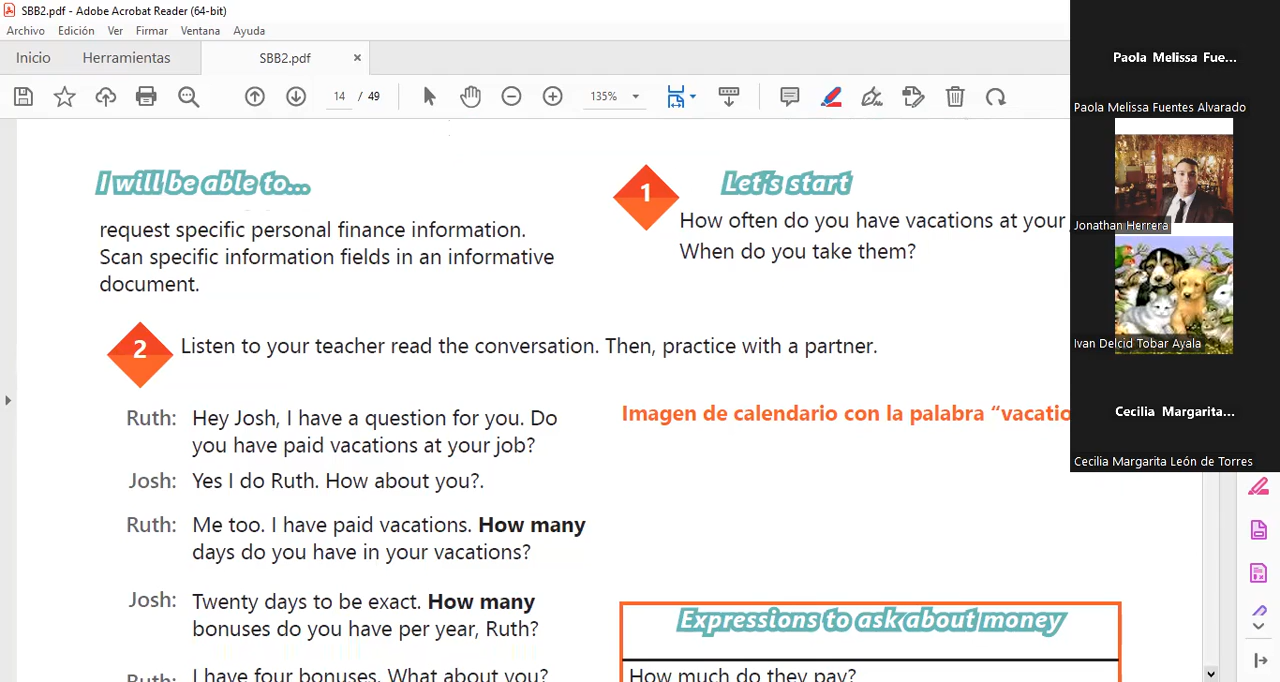 SBB2.pdf - Adobe Acrobat Reader (64-bit)
Archivo Edición Ver Firmar Ventana Ayuda
Inicio Herramientas SBB2.pdf ×
14 / 49 135%
I will be able to...
request specific personal finance information.
Scan specific information fields in an informative
document.
1 Let's start
How often do you have vacations at your
When do you take them?
2 Listen to your teacher read the conversation. Then, practice with a partner.
Ruth: Hey Josh, I have a question for you. Do
you have paid vacations at your job?
Josh: Yes I do Ruth. How about you?.
Ruth: Me too. I have paid vacations. How many
days do you have in your vacations?
Josh: Twenty days to be exact. How many
bonuses do you have per year, Ruth?
Ruth: I have four bonuses. What about you?
Imagen de calendario con la palabra “vacatio
Expressions to ask about money
How much do they pay?
Paola Melissa Fue...
Paola Melissa Fuentes Alvarado
Jonathan Herrera
Ivan Delcid Tobar Ayala
Cecilia Margarita...
Cecilia Margarita León de Torres